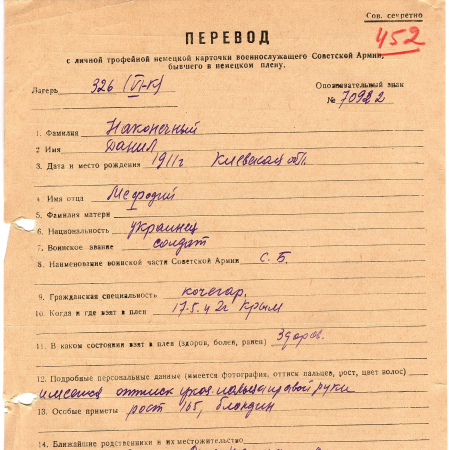 Сов. секретно
452
ПЕРЕВОД
с личной трофейной немецкой карточки военнослужащего Советской Армии,
бывшего в немецком плену.
Лагерь 326 (VI-К) Опознавательный знак
№ 70922
1. Фамилия Наконечный
2 Имя Данил
3. Дата и место рождения 1911г Киевская обл.
4. Имя отца Мефодий
5. Фамилия матери
6. Национальность украинец
7. Воинское звание солдат
8. Наименование воинской части Советской Армии С. Б.
9. Гражданская специальность кочегар.
10. Когда и где взят в плен 17.5.42г Крым
11. В каком состоянии взят в плен (здоров, болен, ранен) Здоров.
12. Подробные персональные данные (имеется фотография, оттиск пальцев, рост, цвет волос)
имеется оттиск указ. пальца правой руки
13. Особые приметы рост 165, блондин
14. Ближайшие родственники и их местожительство